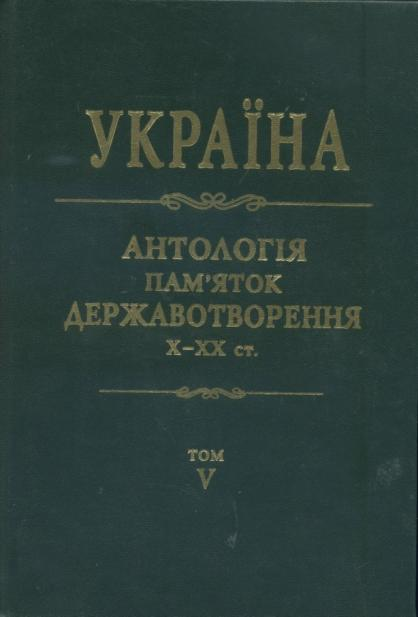 УКРАЇНА
АНТОЛОГІЯ
ПАМ'ЯТОК
ДЕРЖАВОТВОРЕННЯ
X–XX ст.
ТОМ
V